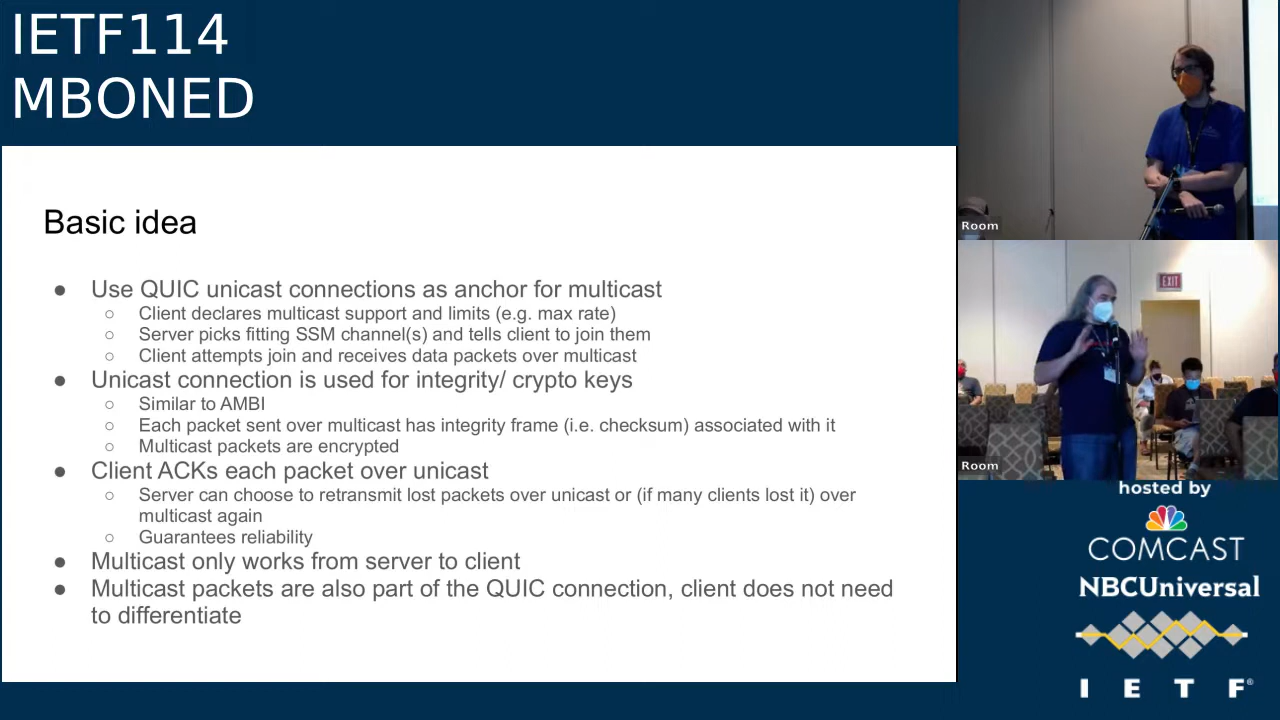 IETF114
MBONED
Basic idea
● Use QUIC unicast connections as anchor for multicast
○ Client declares multicast support and limits (e.g. max rate)
○ Server picks fitting SSM channel(s) and tells client to join them
○ Client attempts join and receives data packets over multicast
● Unicast connection is used for integrity/ crypto keys
○ Similar to AMBI
○ Each packet sent over multicast has integrity frame (i.e. checksum) associated with it
○ Multicast packets are encrypted
● Client ACKs each packet over unicast
○ Server can choose to retransmit lost packets over unicast or (if many clients lost it) over
multicast again
○ Guarantees reliability
● Multicast only works from server to client
● Multicast packets are also part of the QUIC connection, client does not need
to differentiate
Room
EXIT
Room
hosted by
COMCAST
NBCUniversal
I E T F®